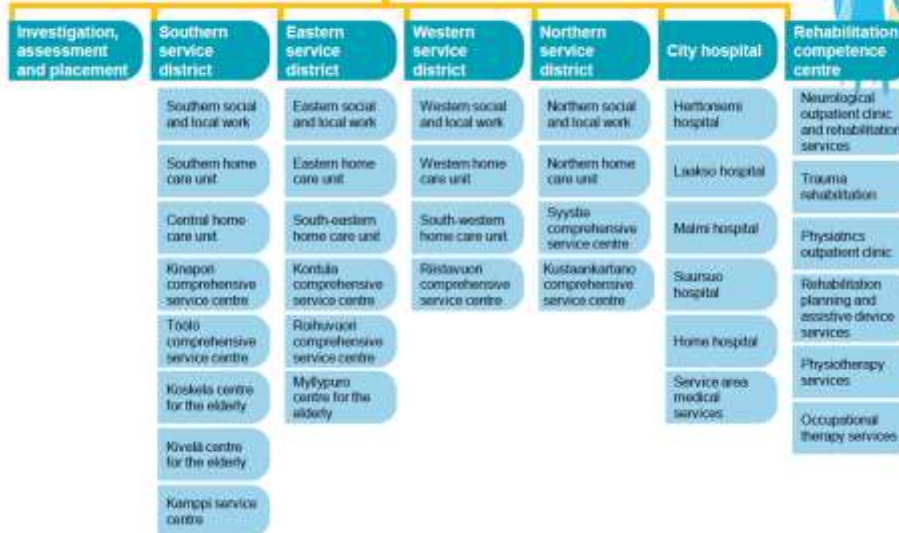 Investigation,
assessment
and placement
Southern
service
district
Southern social
and local work
Southern home
care unit
Central home
care unit
Kinapori
comprehensive
service centre
Töölö
comprehensive
service centre
Koskela centre
for the elderly
Kivelä centre
for the elderly
Kamppi service
centre
Eastern
service
district
Eastern social
and local work
Eastern home
care unit
South-eastern
home care unit
Kontula
comprehensive
service centre
Roihuvuori
comprehensive
service centre
Myllypuro
centre for the
elderly
Western
service
district
Western social
and local work
Western home
care unit
South-western
home care unit
Riistavuori
comprehensive
service centre
Northern
service
district
Northern social
and local work
Northern home
care unit
Syystie
comprehensive
service centre
Kustaankartano
comprehensive
service centre
City hospital
Herttoniemi
hospital
Laakso hospital
Malmi hospital
Suursuo
hospital
Home hospital
Service area
medical
services
Rehabilitation
competence
centre
Neurological
outpatient clinic
and rehabilitation
services
Trauma
rehabilitation
Physiatrics
outpatient clinic
Rehabilitation
planning and
assistive device
services
Physiotherapy
services
Occupational
therapy services